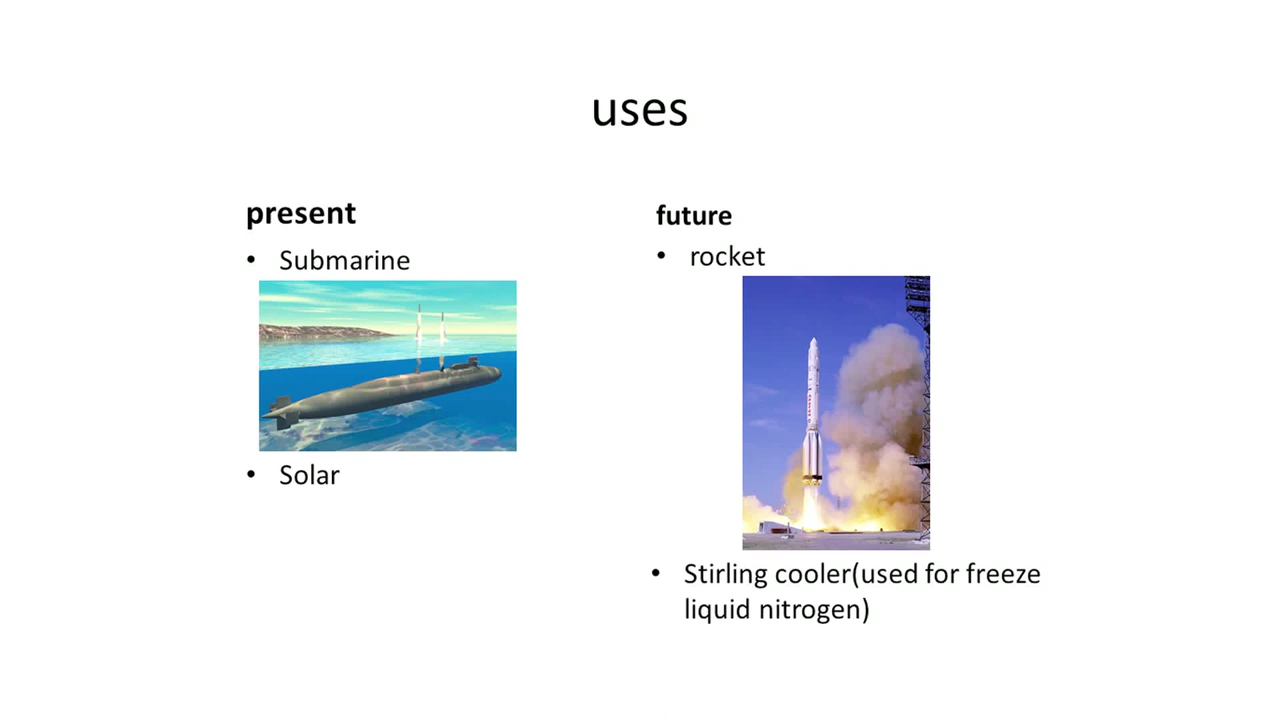 uses
present
• Submarine
• Solar
future
• rocket
• Stirling cooler(used for freeze
liquid nitrogen)